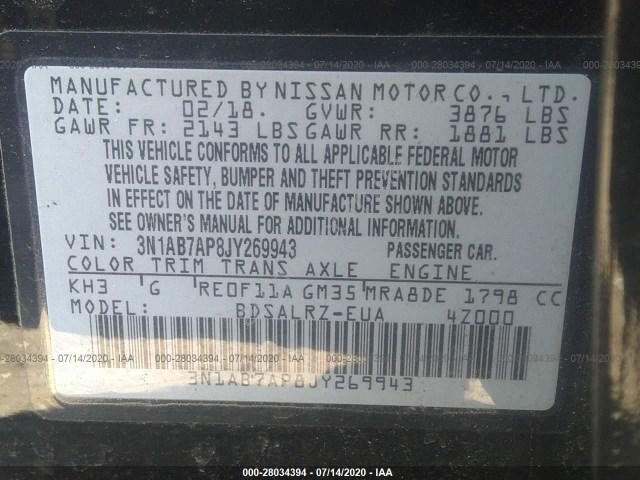 MANUFACTURED BY NISSAN MOTOR CO., LTD.
DATE: 02/18. GVWR: 3876 LBS
GAWR FR: 2143 LBS GAWR RR: 1881 LBS
THIS VEHICLE CONFORMS TO ALL APPLICABLE FEDERAL MOTOR
VEHICLE SAFETY, BUMPER AND THEFT PREVENTION STANDARDS
IN EFFECT ON THE DATE OF MANUFACTURE SHOWN ABOVE.
SEE OWNER'S MANUAL FOR ADDITIONAL INFORMATION.
VIN: 3N1AB7AP8JY269943 PASSENGER CAR.
COLOR TRIM TRANS AXLE ENGINE
KH3 G RE0F11A GM35 MRA8DE 1798 CC
MODEL: BDSALRZ-EUA 4Z000
3N1AB7AP8JY269943
000-28034394 - 07/14/2020 - IAA